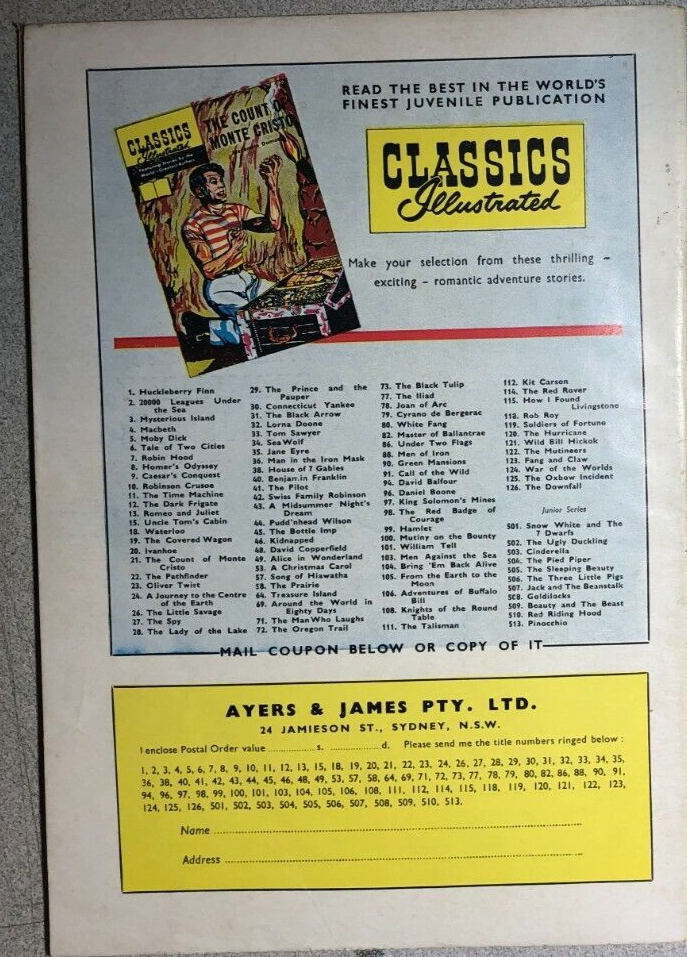 READ THE BEST IN THE WORLD'S
FINEST JUVENILE PUBLICATION
CLASSICS
Illustrated
Featuring Stories by the
World's Greatest Authors
THE COUNT OF
MONTE CRISTO
CLASSICS
Illustrated
Make your selection from these thrilling –
exciting – romantic adventure stories.
1. Huckleberry Finn
2. 20000 Leagues Under
the Sea
3. Mysterious Island
4. Macbeth
5. Moby Dick
6. Tale of Two Cities
7. Robin Hood
8. Homer's Odyssey
9. Caesar's Conquest
10. Robinson Crusoe
11. The Time Machine
12. The Dark Frigate
13. Romeo and Juliet
15. Uncle Tom's Cabin
18. Waterloo
19. The Covered Wagon
20. Ivanhoe
21. The Count of Monte
Cristo
22. The Pathfinder
23. Oliver Twist
24. A Journey to the Centre
of the Earth
26. The Little Savage
27. The Spy
28. The Lady of the Lake
29. The Prince and the
Pauper
30. Connecticut Yankee
31. The Black Arrow
32. Lorna Doone
33. Tom Sawyer
34. Sea Wolf
35. Jane Eyre
36. Man in the Iron Mask
38. House of 7 Gables
40. Benjamin Franklin
41. The Pilot
42. Swiss Family Robinson
43. A Midsummer Night's
Dream
44. Pudd'nhead Wilson
45. The Bottle Imp
46. Kidnapped
48. David Copperfield
49. Alice in Wonderland
53. A Christmas Carol
57. Song of Hiawatha
58. The Prairie
64. Treasure Island
69. Around the World in
Eighty Days
71. The Man Who Laughs
72. The Oregon Trail
73. The Black Tulip
77. The Iliad
78. Joan of Arc
79. Cyrano de Bergerac
80. White Fang
82. Master of Ballantrae
86. Under Two Flags
88. Men of Iron
90. Green Mansions
91. Call of the Wild
94. David Balfour
96. Daniel Boone
97. King Solomon's Mines
98. The Red Badge of
Courage
99. Hamlet
100. Mutiny on the Bounty
101. William Tell
103. Men Against the Sea
104. Bring 'Em Back Alive
105. From the Earth to the
Moon
106. Adventures of Buffalo
Bill
108. Knights of the Round
Table
111. The Talisman
112. Kit Carson
114. The Red Rover
115. How I Found
Livingstone
118. Rob Roy
119. Soldiers of Fortune
120. The Hurricane
121. Wild Bill Hickok
122. The Mutineers
123. Fang and Claw
124. War of the Worlds
125. The Oxbow Incident
126. The Downfall
Junior Series
501. Snow White and The
7 Dwarfs
502. The Ugly Duckling
503. Cinderella
504. The Pied Piper
505. The Sleeping Beauty
506. The Three Little Pigs
507. Jack and The Beanstalk
508. Goldilocks
509. Beauty and The Beast
510. Red Riding Hood
513. Pinocchio
MAIL COUPON BELOW OR COPY OF IT
AYERS & JAMES PTY. LTD.
24 JAMIESON ST., SYDNEY, N.S.W.
I enclose Postal Order value ............... s. ............... d. Please send me the title numbers ringed below :
1, 2, 3, 4, 5, 6, 7, 8, 9, 10, 11, 12, 13, 15, 18, 19, 20, 21, 22, 23, 24, 26, 27, 28, 29, 30, 31, 32, 33, 34, 35,
36, 38, 40, 41, 42, 43, 44, 45, 46, 48, 49, 53, 57, 58, 64, 69, 71, 72, 73, 77, 78, 79, 80, 82, 86, 88, 90, 91,
94, 96, 97, 98, 99, 100, 101, 103, 104, 105, 106, 108, 111, 112, 114, 115, 118, 119, 120, 121, 122, 123,
124, 125, 126, 501, 502, 503, 504, 505, 506, 507, 508, 509, 510, 513.
Name ...............
Address ...............